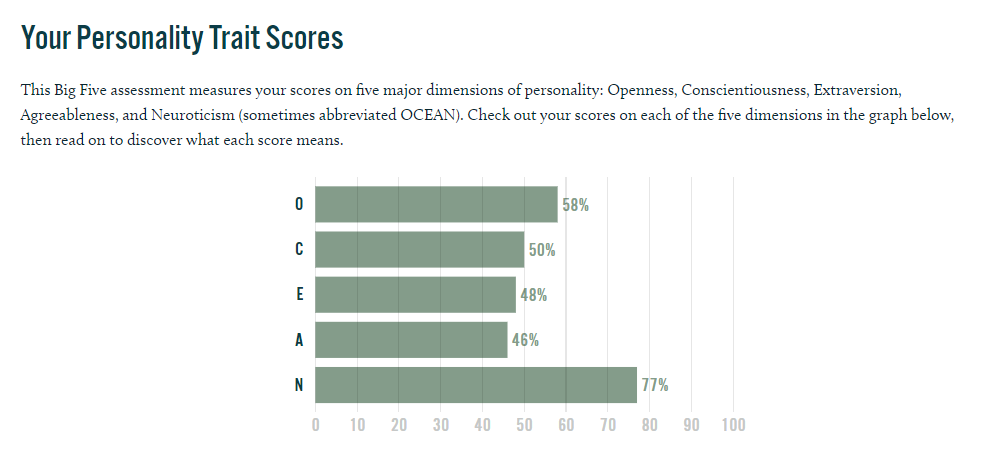 Your Personality Trait Scores
This Big Five assessment measures your scores on five major dimensions of personality: Openness, Conscientiousness, Extraversion,
Agreeableness, and Neuroticism (sometimes abbreviated OCEAN). Check out your scores on each of the five dimensions in the graph below,
then read on to discover what each score means.
O 58%
C 50%
E 48%
A 46%
N 77%
0 10 20 30 40 50 60 70 80 90 100